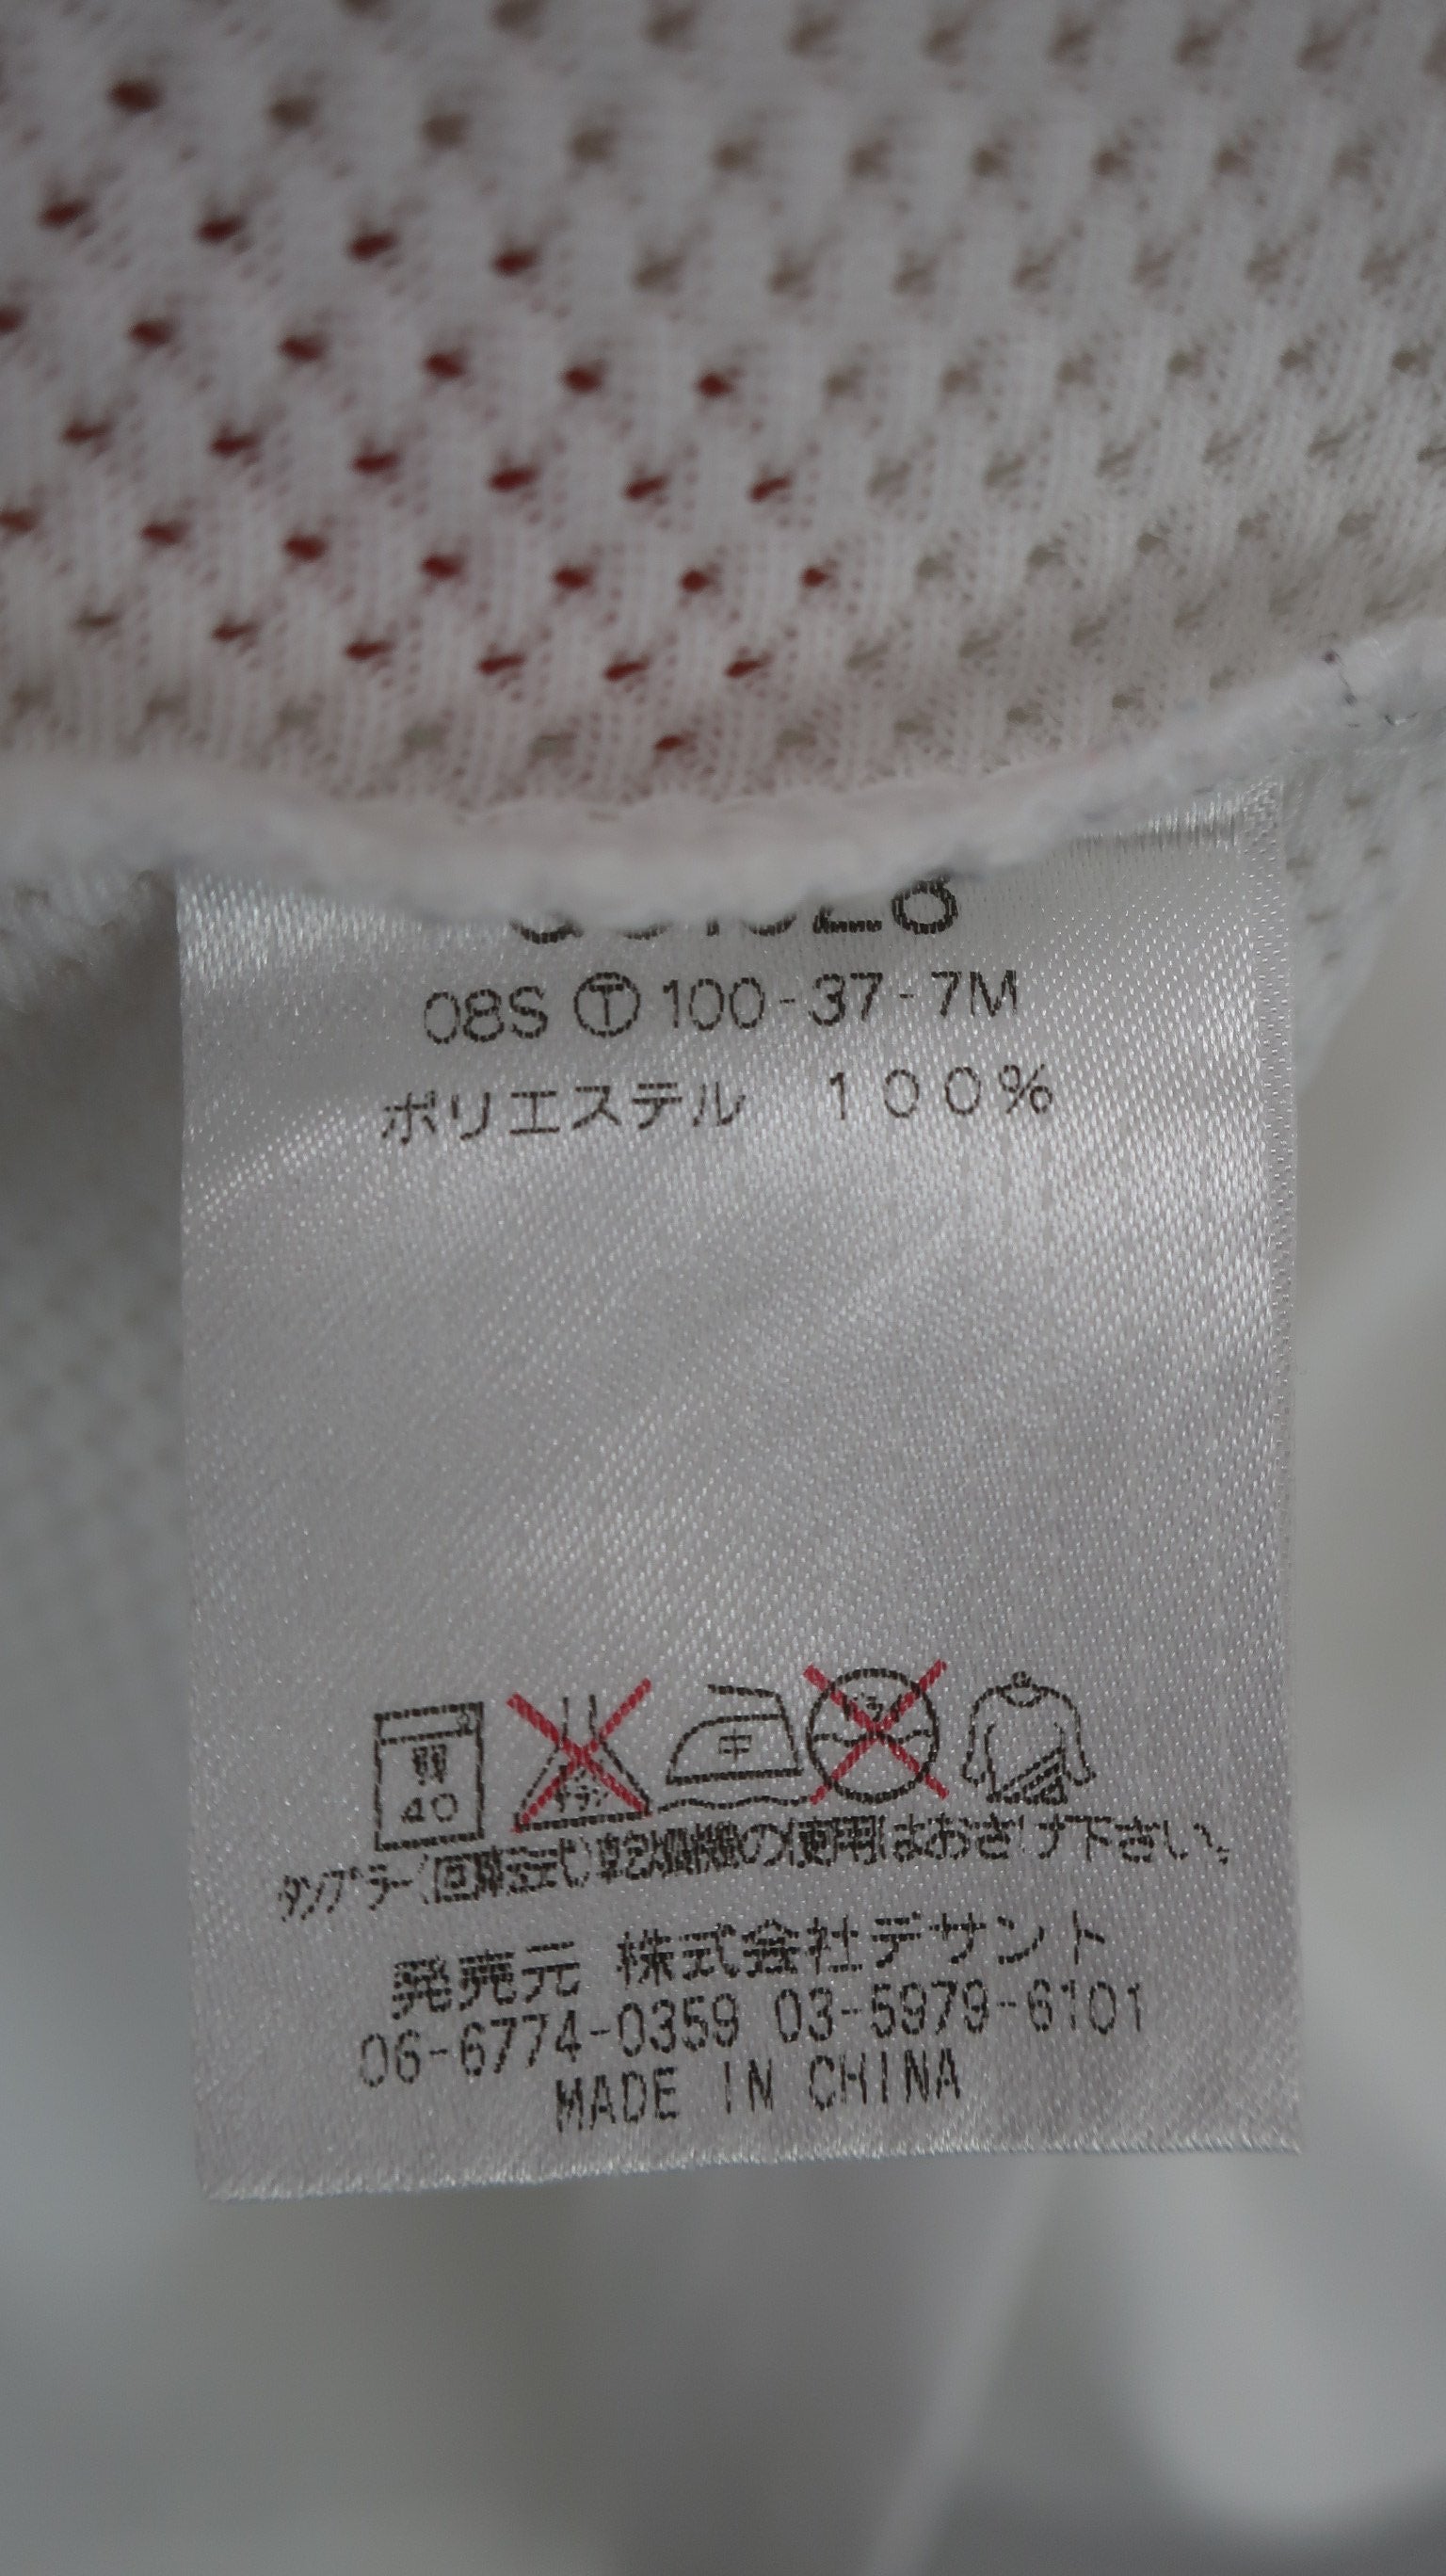 08S Ⓣ 100-37-7M
ポリエステル 100%
40 中
タンブラー(回転式)乾燥機の使用はおさけ下さい。
発売元 株式会社デサント
06-6774-0359 03-5979-6101
MADE IN CHINA